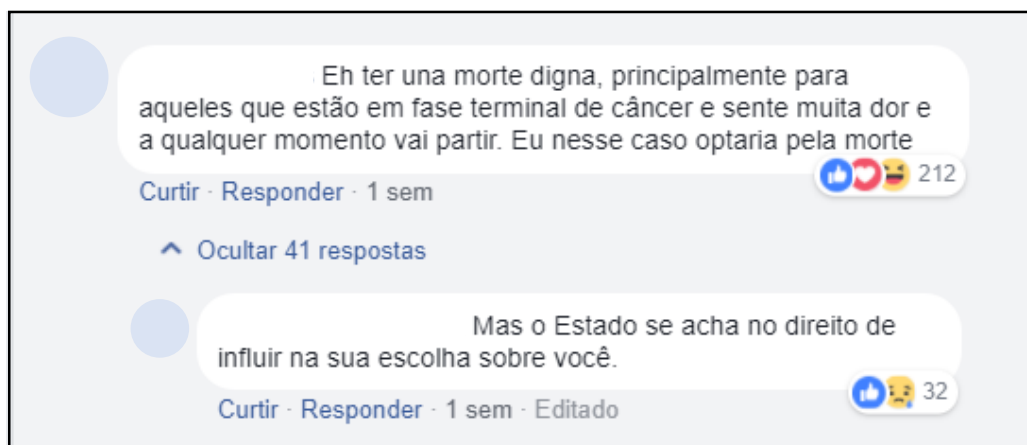 Eh ter una morte digna, principalmente para
aqueles que estão em fase terminal de câncer e sente muita dor e
a qualquer momento vai partir. Eu nesse caso optaria pela morte
212
Curtir · Responder · 1 sem
Ocultar 41 respostas
Mas o Estado se acha no direito de
influir na sua escolha sobre você.
32
Curtir · Responder · 1 sem · Editado